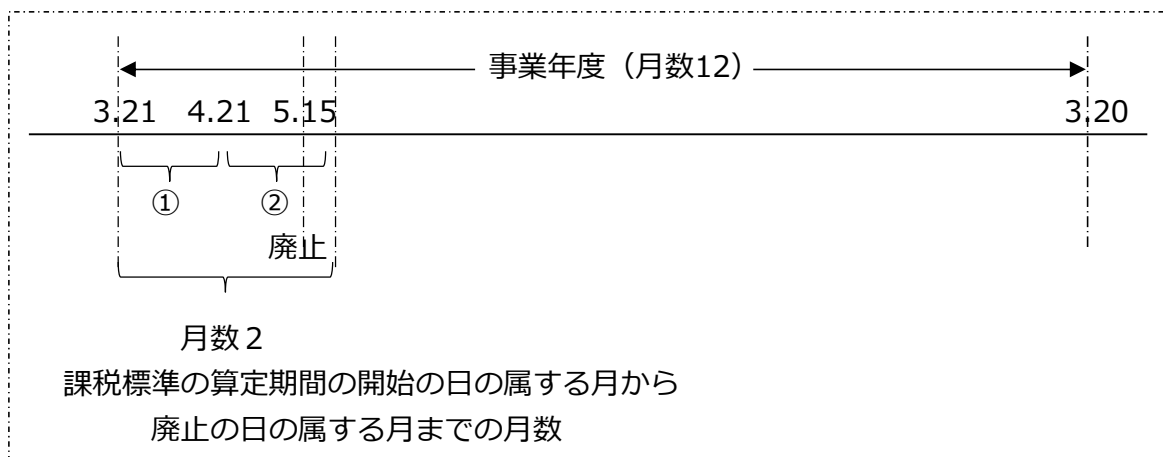 事業年度（月数12）
3.21 4.21 5.15 3.20
① ②
廃止
月数２
課税標準の算定期間の開始の日の属する月から
廃止の日の属する月までの月数